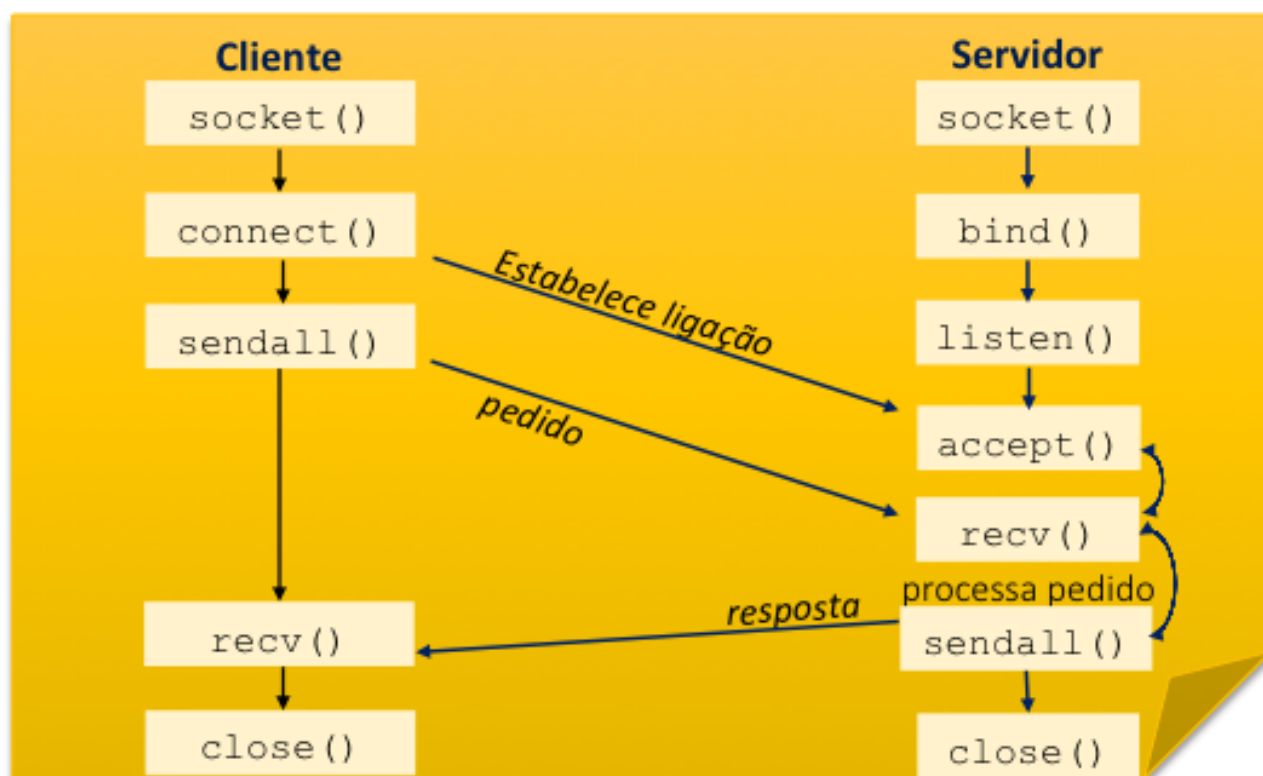 Cliente
socket()
connect()
sendall()
recv()
close()
Estabelece ligação
pedido
resposta
Servidor
socket()
bind()
listen()
accept()
recv()
processa pedido
sendall()
close()